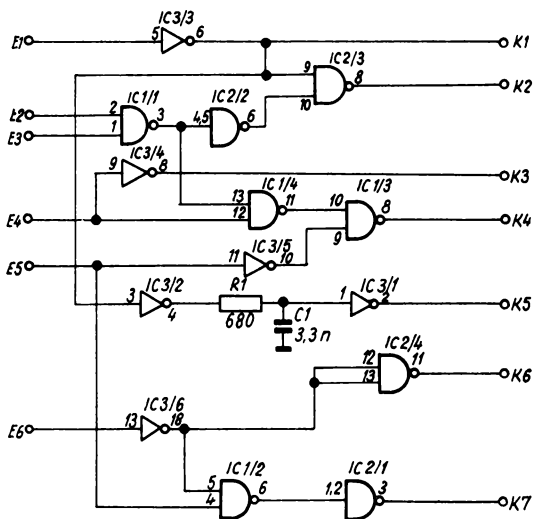 IC3/3
E1 5 6 K1
IC2/3
9 8 K2
10
IC1/1 IC2/2
E2 2 3 4,5 6
E3 1
IC3/4
9 8 K3
IC1/4 IC1/3
13 11 10 8 K4
E4 12
9
IC3/5
E5 11 10
IC3/2 R1 IC3/1
3 4 680 1 2 K5
C1
3,3 n
IC2/4
12 11 K6
13
IC3/6
E6 13 18
IC1/2 IC2/1
5 6 1,2 3 K7
4